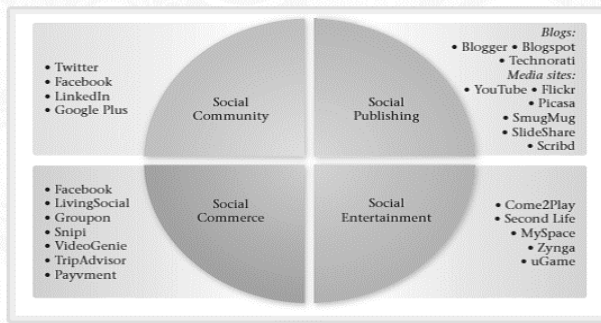 • Twitter
• Facebook
• LinkedIn
• Google Plus
Social
Community
Social
Publishing
Blogs:
• Blogger • Blogspot
• Technorati
Media sites:
• YouTube • Flickr
• Picasa
• SmugMug
• SlideShare
• Scribd
• Facebook
• LivingSocial
• Groupon
• Snipi
• VideoGenie
• TripAdvisor
• Payvment
Social
Commerce
Social
Entertainment
• Come2Play
• Second Life
• MySpace
• Zynga
• uGame